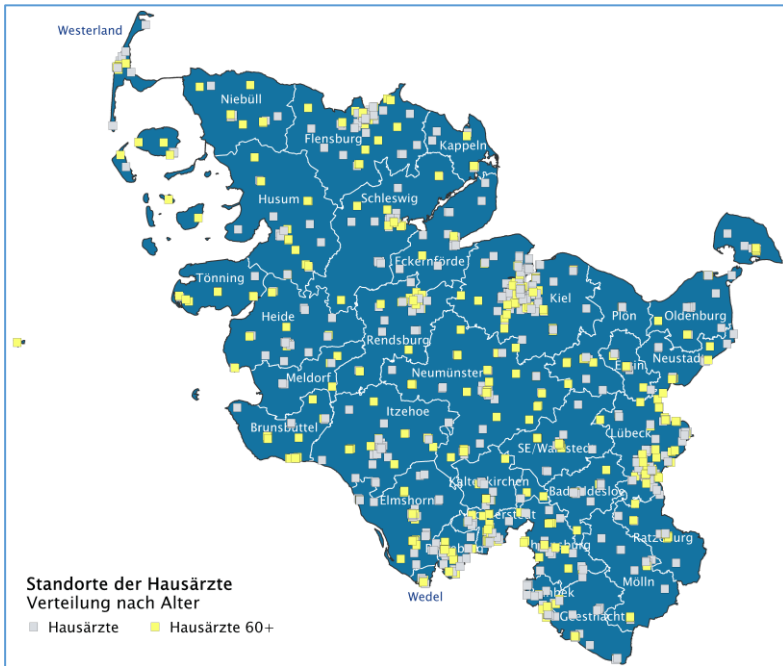 Westerland
Niebüll
Flensburg
Kappeln
Husum
Schleswig
Eckernförde
Tönning
Kiel
Heide
Plön
Oldenburg
Rendsburg
Neustadt
Eutin
Meldorf
Neumünster
Itzehoe
Brunsbüttel
Lübeck
SE/Wahlstedt
Kaltenkirchen
Bad Oldesloe
Elmshorn
Ratzeburg
Mölln
Geesthacht
Wedel
Standorte der Hausärzte
Verteilung nach Alter
Hausärzte
Hausärzte 60+